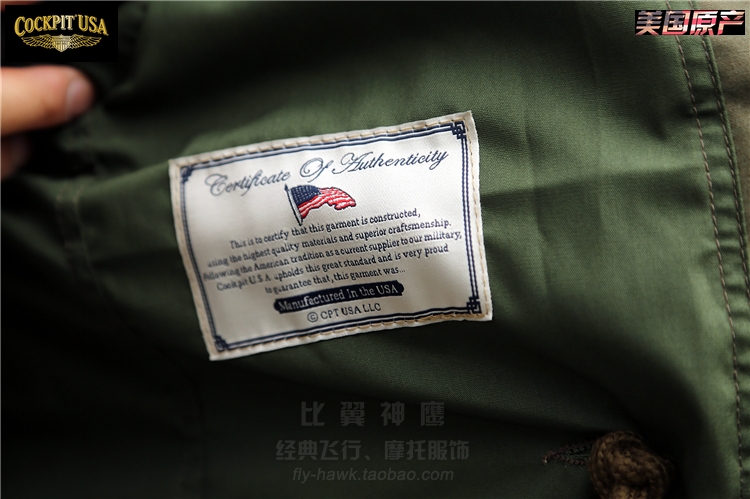 COCKPIT USA
美国原产
Certificate Of Authenticity
This is to certify that this garment is constructed,
using the highest quality materials and superior craftsmenship.
following the American tradition as a current supplier to our military,
Cockpit U.S.A. upholds this great standard and is very proud
to guarantee that, this garment was...
Manufactured In the USA
© CPT USA LLC
比翼神鹰
经典飞行、摩托服饰
fly-hawk.taobao.com